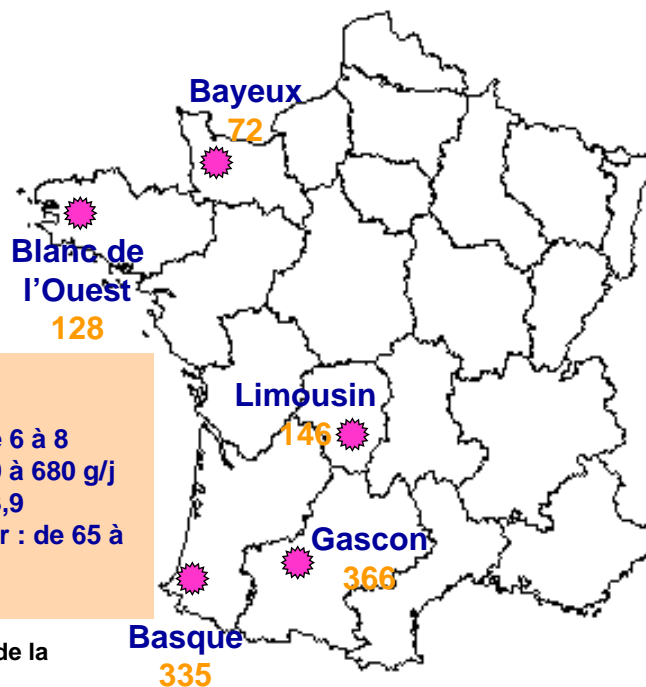 Bayeux
72
Blanc de
l’Ouest
128
Limousin
146
6 à 8
à 680 g/j
,9
r : de 65 à
Gascon
366
Basque
335
de la